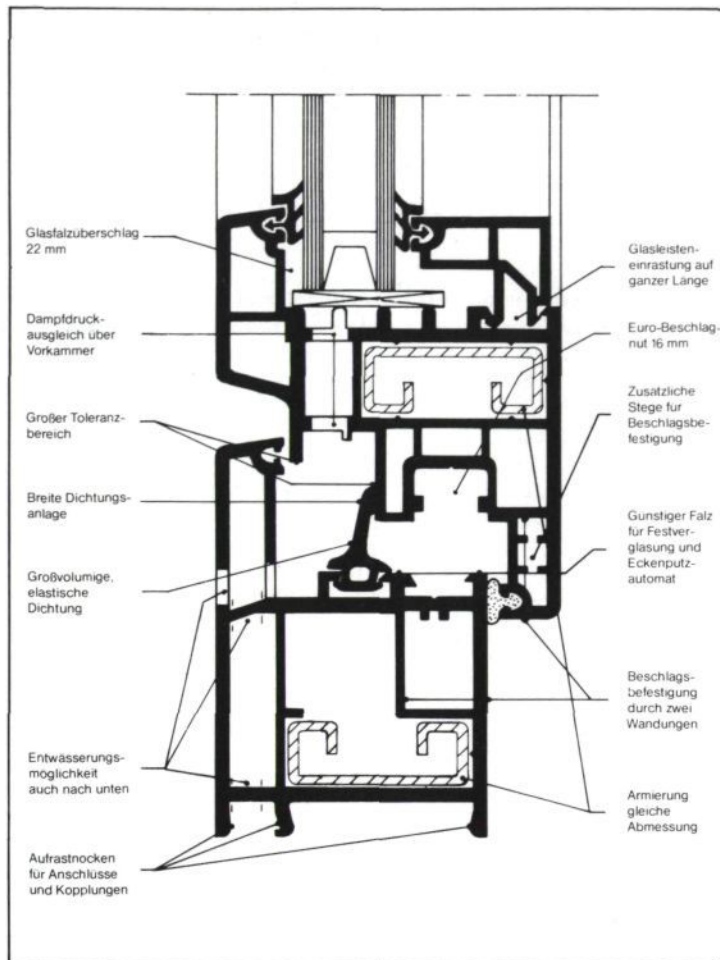 Glasfalzüberschlag
22 mm
Dampfdruck-
ausgleich über
Vorkammer
Großer Toleranz-
bereich
Breite Dichtungs-
anlage
Großvolumige,
elastische
Dichtung
Entwässerungs-
möglichkeit
auch nach unten
Aufrastnocken
für Anschlüsse
und Kopplungen
Glasleisten-
einrastung auf
ganzer Länge
Euro-Beschlag-
nut 16 mm
Zusätzliche
Stege für
Beschlagsbe-
festigung
Günstiger Falz
für Festver-
glasung und
Eckenputz-
automat
Beschlags-
befestigung
durch zwei
Wandungen
Armierung
gleiche
Abmessung